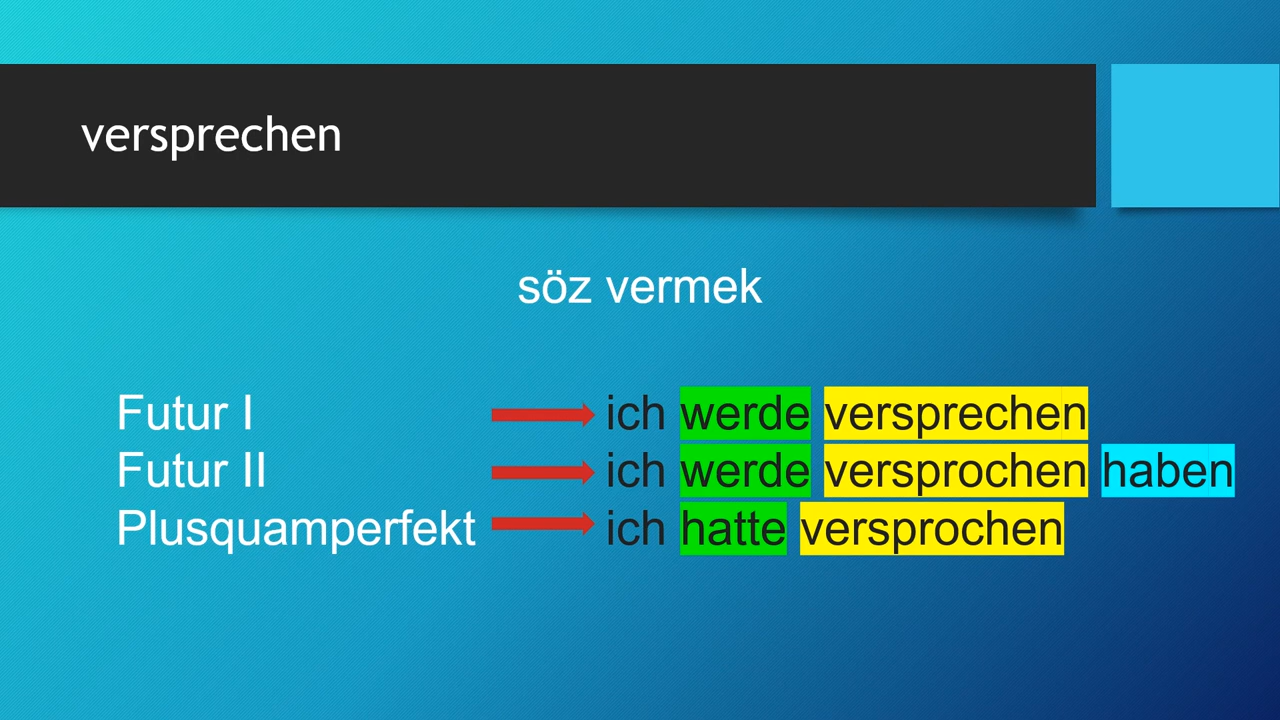 versprechen
söz vermek
Futur I ich werde versprechen
Futur II ich werde versprochen haben
Plusquamperfekt ich hatte versprochen